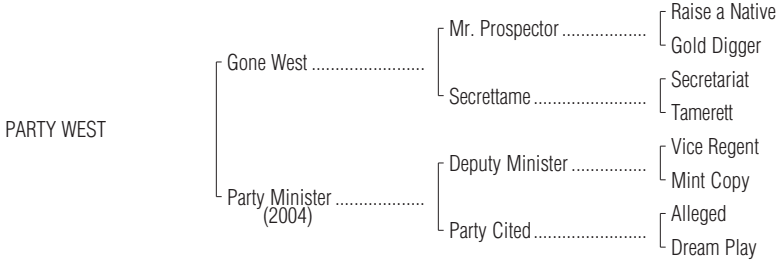 Raise a Native
Mr. Prospector ..................
Gold Digger
Gone West .......................
Secretariat
Secrettame .......................
Tamerett
PARTY WEST
Vice Regent
Deputy Minister ................
Mint Copy
Party Minister ...................
(2004)
Alleged
Party Cited.......................
Dream Play